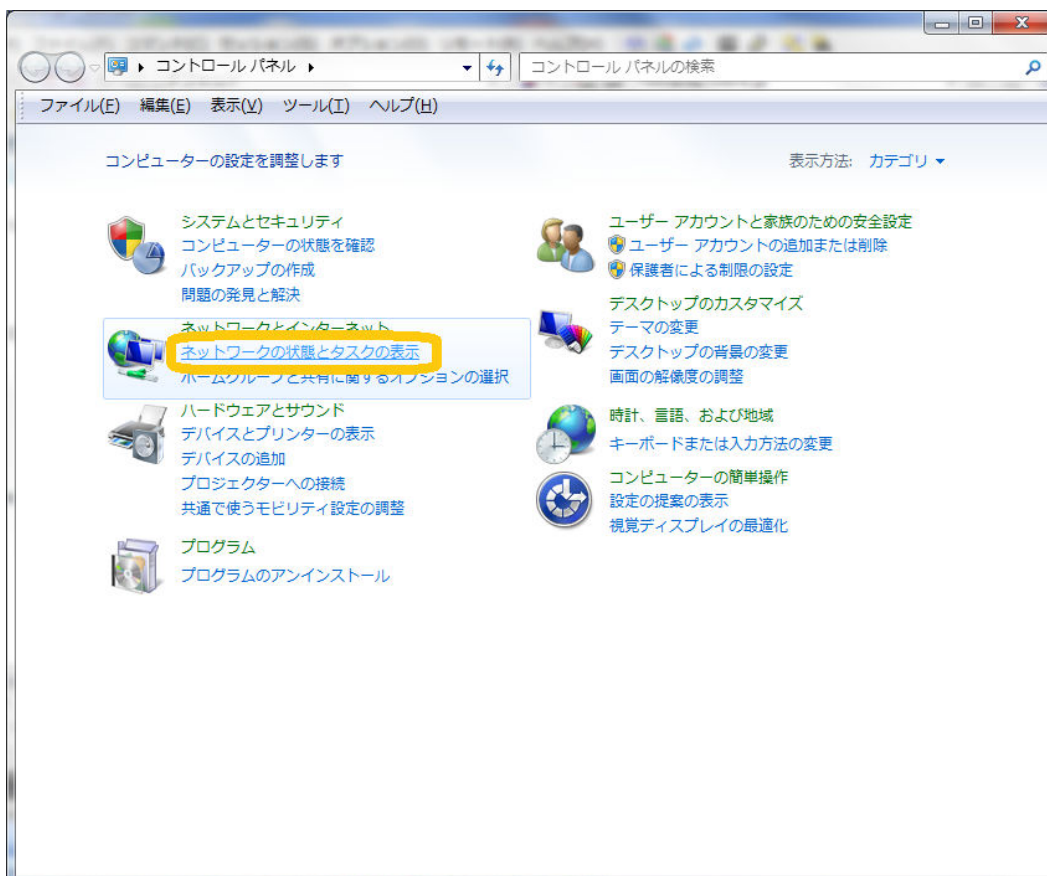 コントロール パネル
コントロール パネルの検索
ファイル(F) 編集(E) 表示(V) ツール(T) ヘルプ(H)
コンピューターの設定を調整します
表示方法: カテゴリ
システムとセキュリティ
コンピューターの状態を確認
バックアップの作成
問題の発見と解決
ネットワークとインターネット
ネットワークの状態とタスクの表示
ホームグループと共有に関するオプションの選択
ハードウェアとサウンド
デバイスとプリンターの表示
デバイスの追加
プロジェクターへの接続
共通で使うモビリティ設定の調整
プログラム
プログラムのアンインストール
ユーザー アカウントと家族のための安全設定
ユーザー アカウントの追加または削除
保護者による制限の設定
デスクトップのカスタマイズ
テーマの変更
デスクトップの背景の変更
画面の解像度の調整
時計、言語、および地域
キーボードまたは入力方法の変更
コンピューターの簡単操作
設定の提案の表示
視覚ディスプレイの最適化